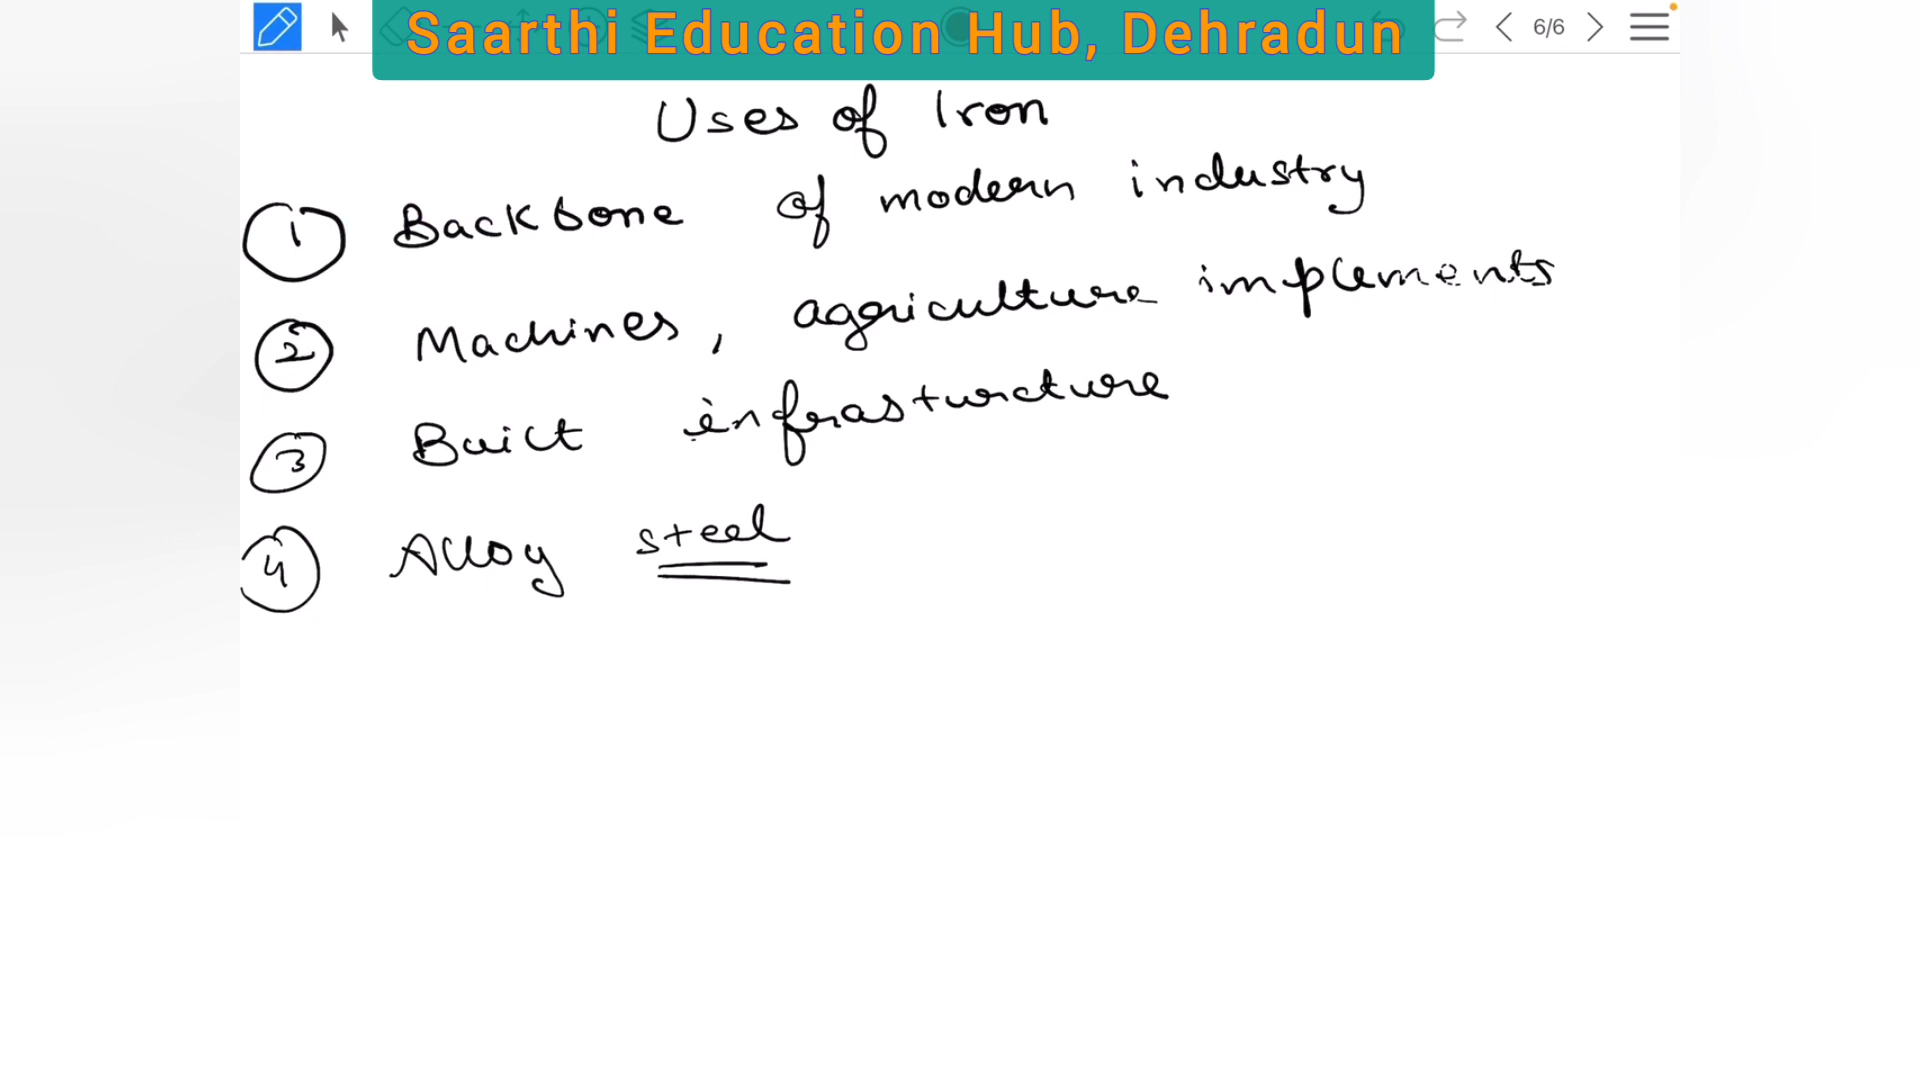 Saarthi Education Hub, Dehradun
6/6
Uses of Iron
1 Backbone of modern industry
2 Machines, agriculture implements
3 Built infrasturcture
4 Alloy steel